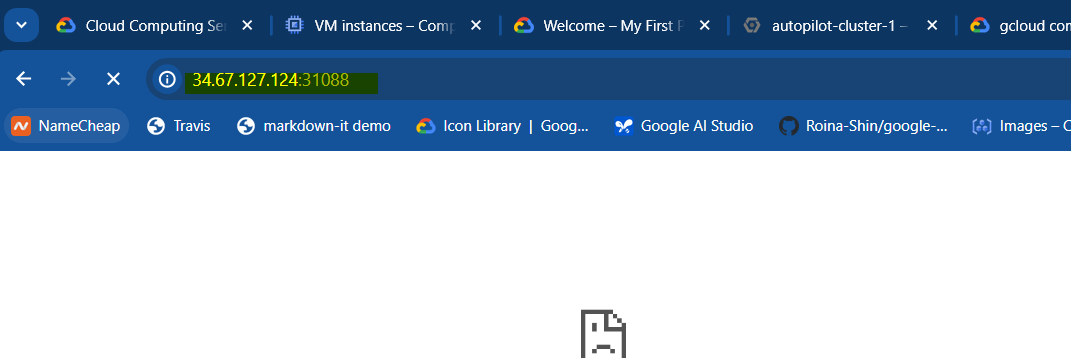 Cloud Computing Ser
VM instances – Comp
Welcome – My First P
autopilot-cluster-1 –
gcloud com
34.67.127.124:31088
NameCheap
Travis
markdown-it demo
Icon Library | Goog...
Google AI Studio
Roina-Shin/google-...
Images – C